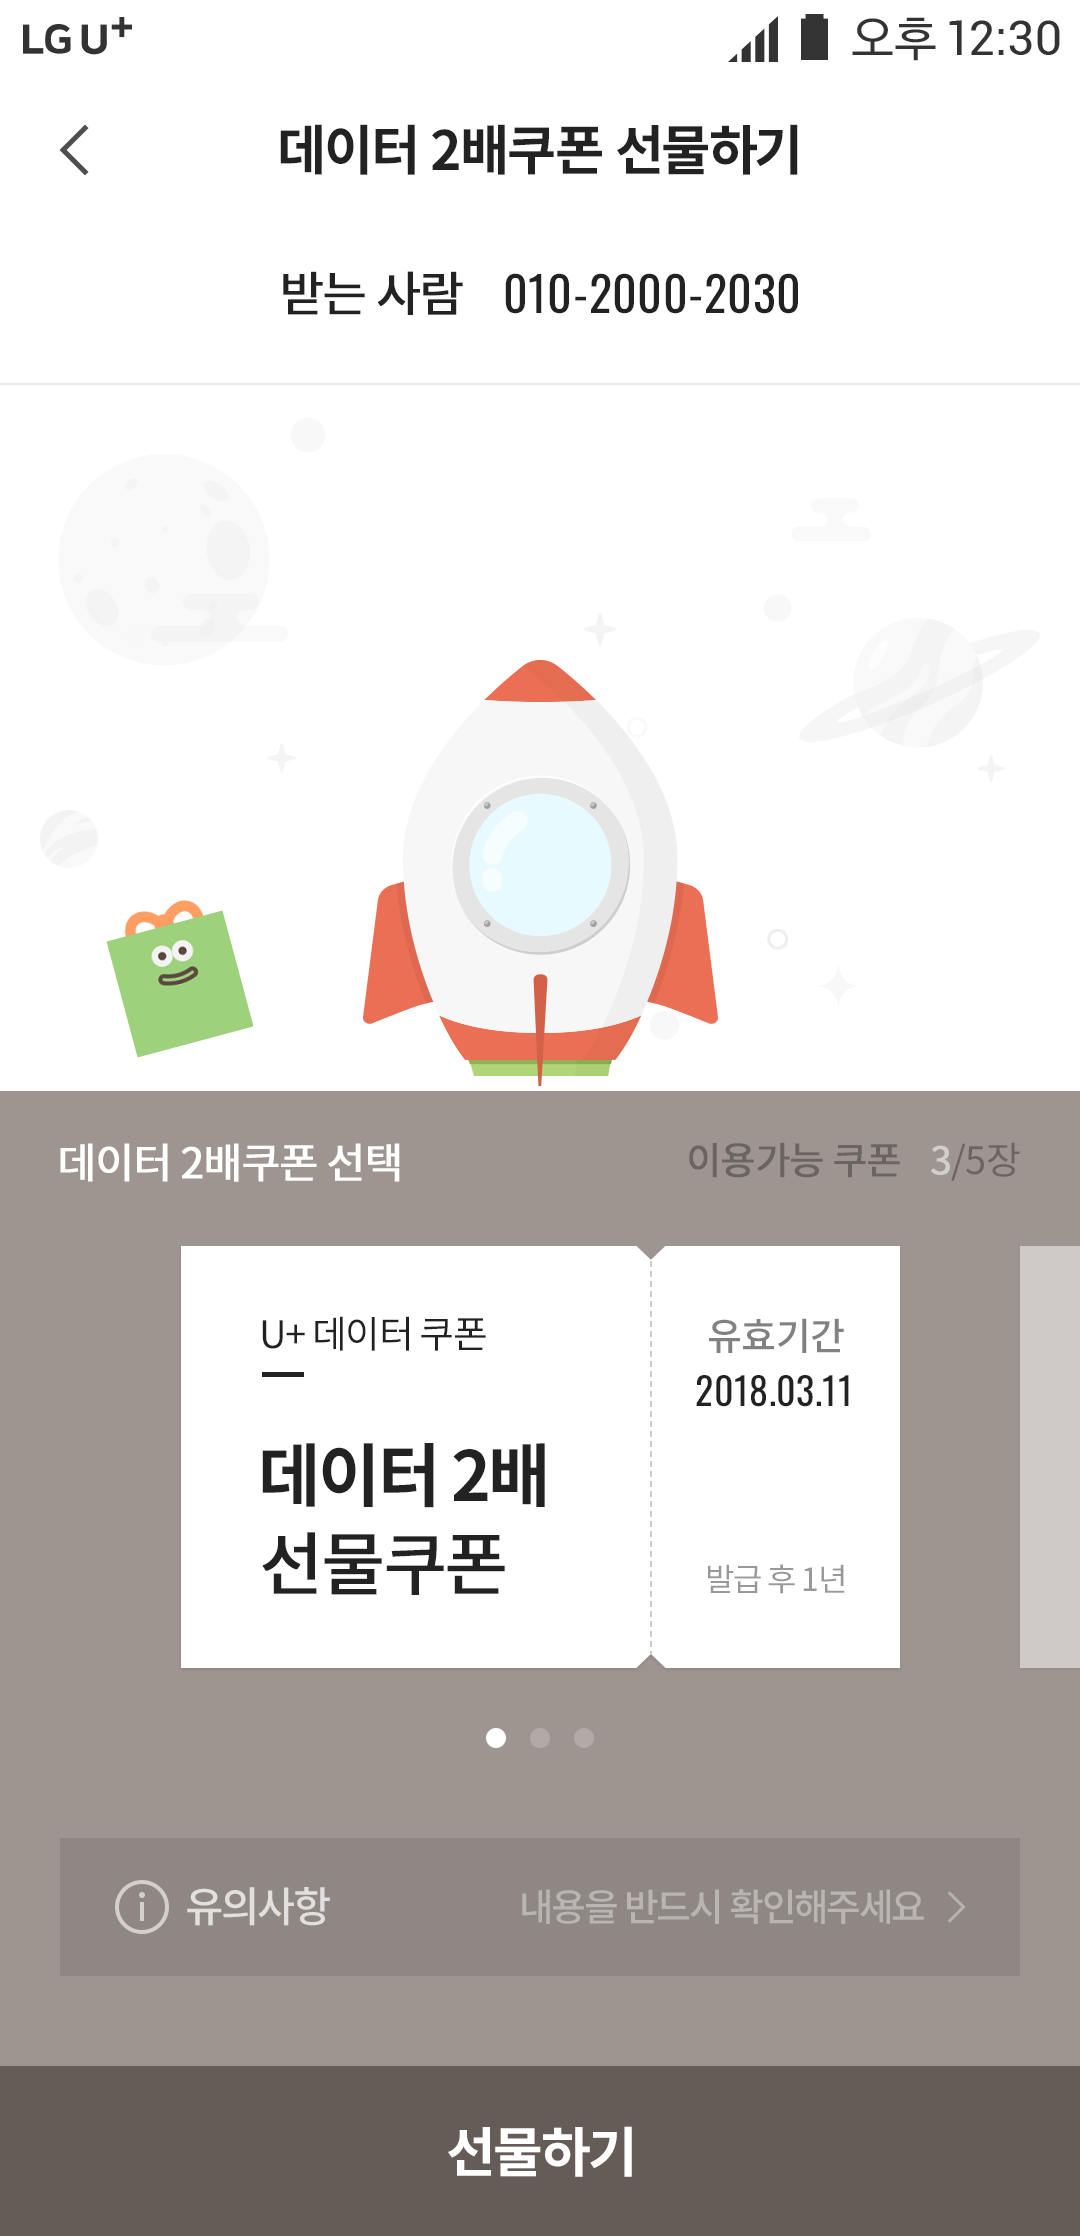 LG U+ 오후 12:30
데이터 2배쿠폰 선물하기
받는 사람 010-2000-2030
데이터 2배쿠폰 선택 이용가능 쿠폰 3/5장
U+ 데이터 쿠폰
데이터 2배
선물쿠폰
유효기간
2018.03.11
발급 후 1년
유의사항 내용을 반드시 확인해주세요
선물하기